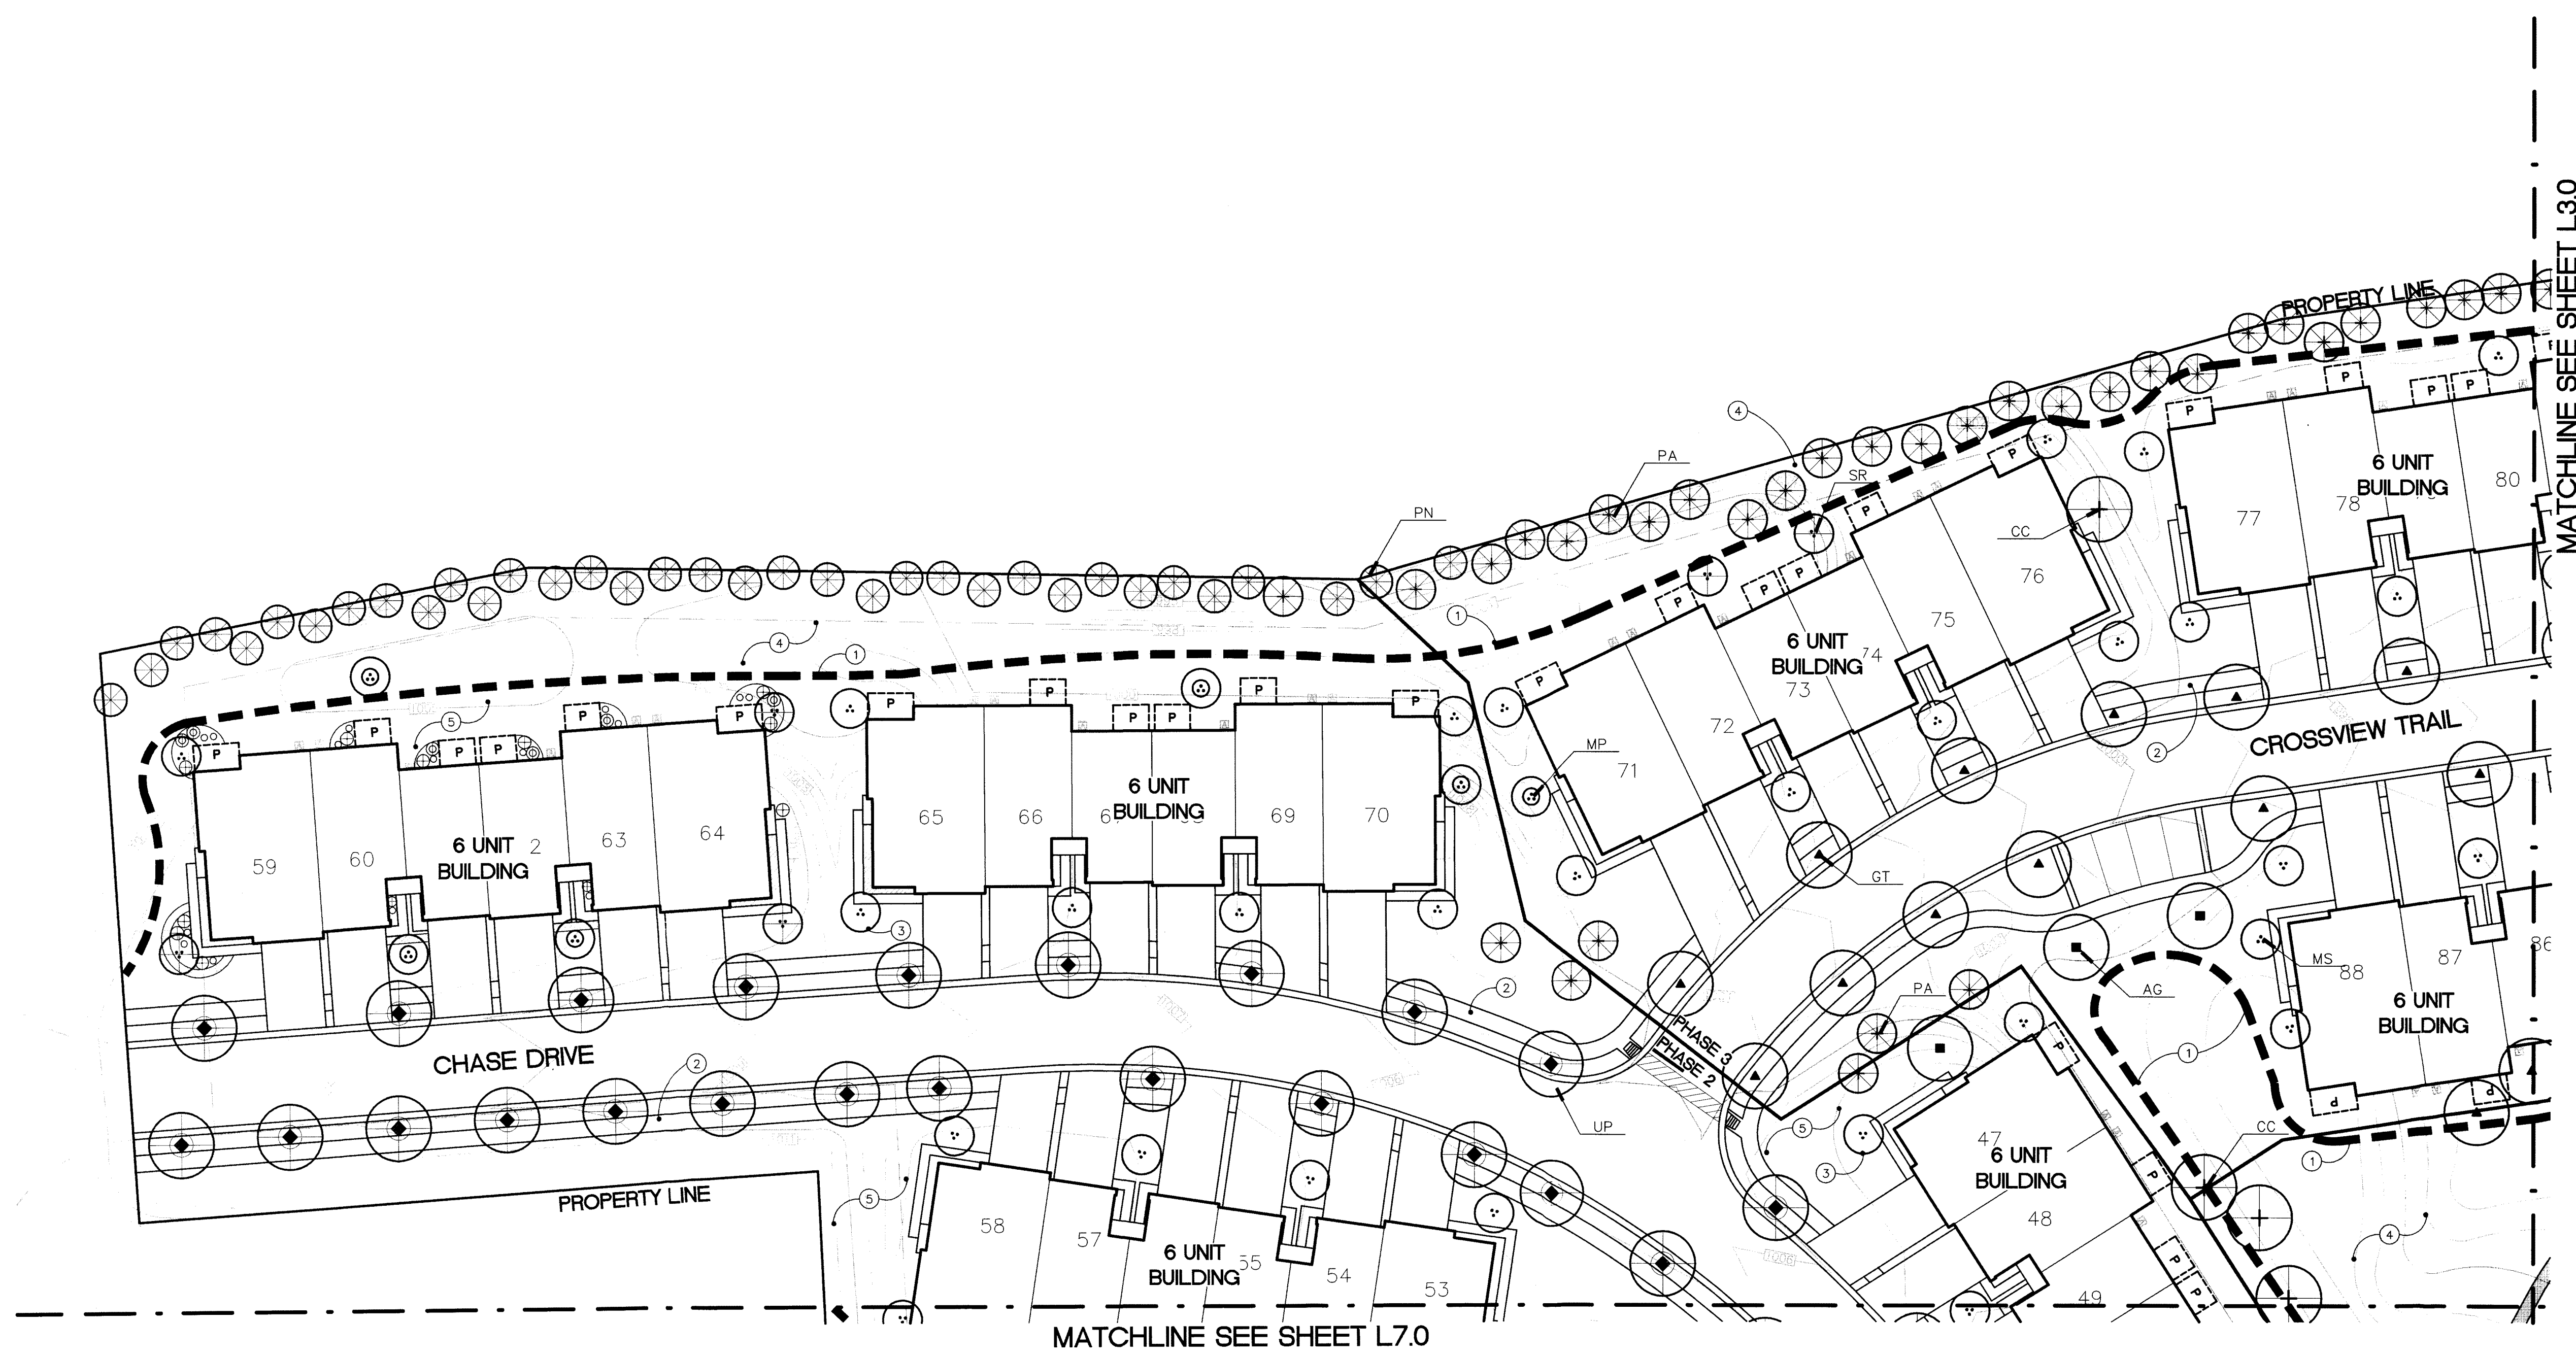 MATCHLINE SEE SHEET L3.0
PROPERTY LINE
4
PA
SR
PN
CC
1
P
P
P
P
P
P
P
P
P
P
6 UNIT
BUILDING
77
78
80
6 UNIT
BUILDING
71
72
73
74
75
76
MP
GT
2
CROSSVIEW TRAIL
4
1
5
P
P
P
P
P
P
P
P
P
P
P
P
6 UNIT
BUILDING
59
60
2
63
64
6 UNIT
BUILDING
65
66
69
70
3
2
CHASE DRIVE
2
UP
PHASE 3
PHASE 2
PA
AG
MS
88
87
86
6 UNIT
BUILDING
P
P
1
CC
1
4
5
3
47
6 UNIT
BUILDING
48
49
P
P
P
P
PROPERTY LINE
5
58
57
6 UNIT
BUILDING
55
54
53
MATCHLINE SEE SHEET L7.0